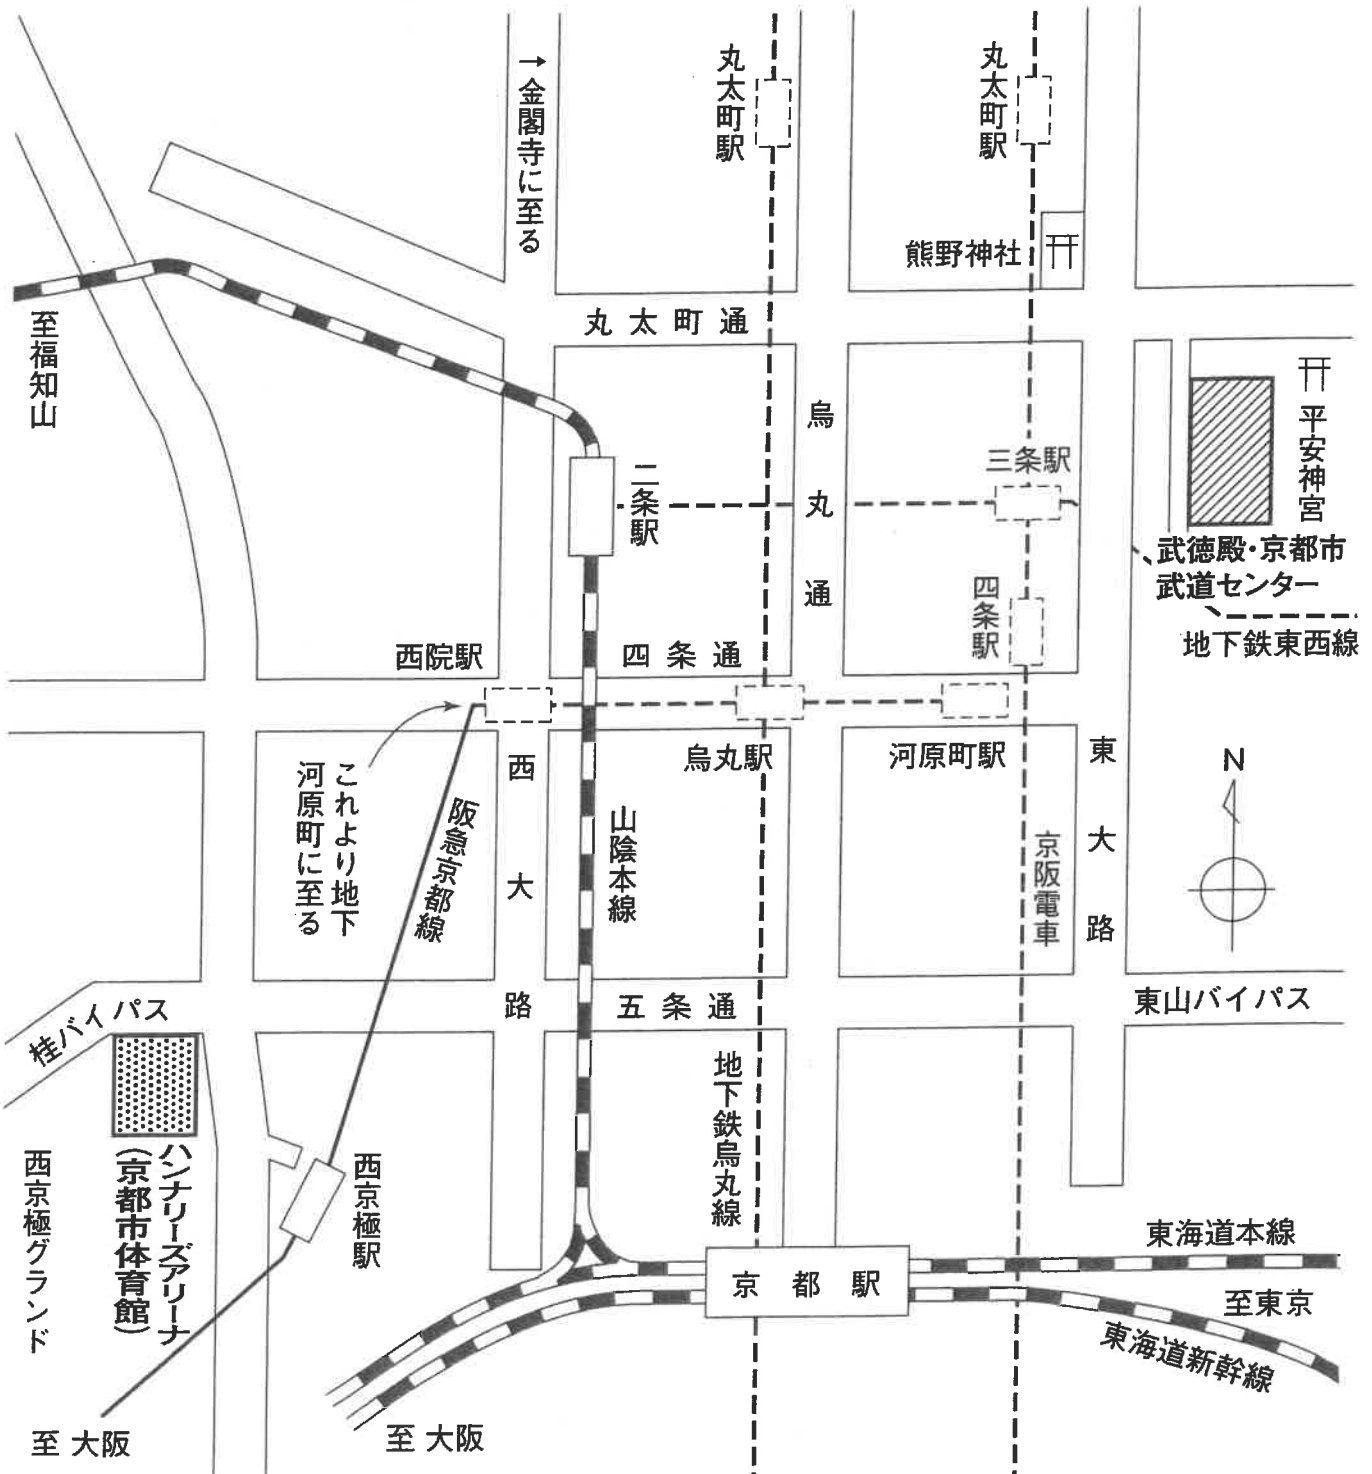 →金閣寺に至る
丸太町駅
丸太町駅
熊野神社
丸太町通
至福知山
烏丸通
平安神宮
二条駅
三条駅
武徳殿・京都市
武道センター
地下鉄東西線
四条駅
西院駅
四条通
烏丸駅
河原町駅
これより地下
河原町に至る
阪急京都線
西大路
山陰本線
京阪電車
東大路
N
桂バイパス
五条通
東山バイパス
地下鉄烏丸線
西京極グランド
ハンナリーズアリーナ
(京都市体育館)
西京極駅
京都駅
東海道本線
至東京
東海道新幹線
至 大阪
至 大阪